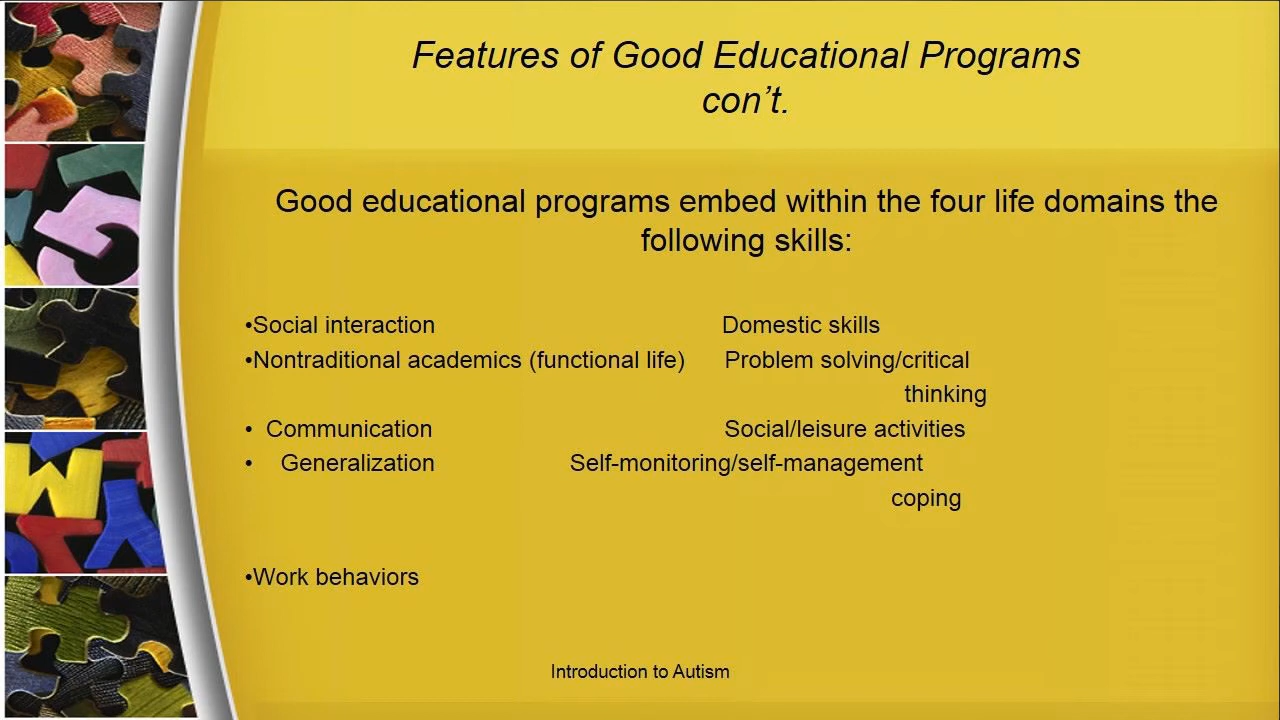 Features of Good Educational Programs
con’t.
Good educational programs embed within the four life domains the
following skills:
•Social interaction Domestic skills
•Nontraditional academics (functional life) Problem solving/critical
thinking
• Communication Social/leisure activities
• Generalization Self-monitoring/self-management
coping
•Work behaviors
Introduction to Autism